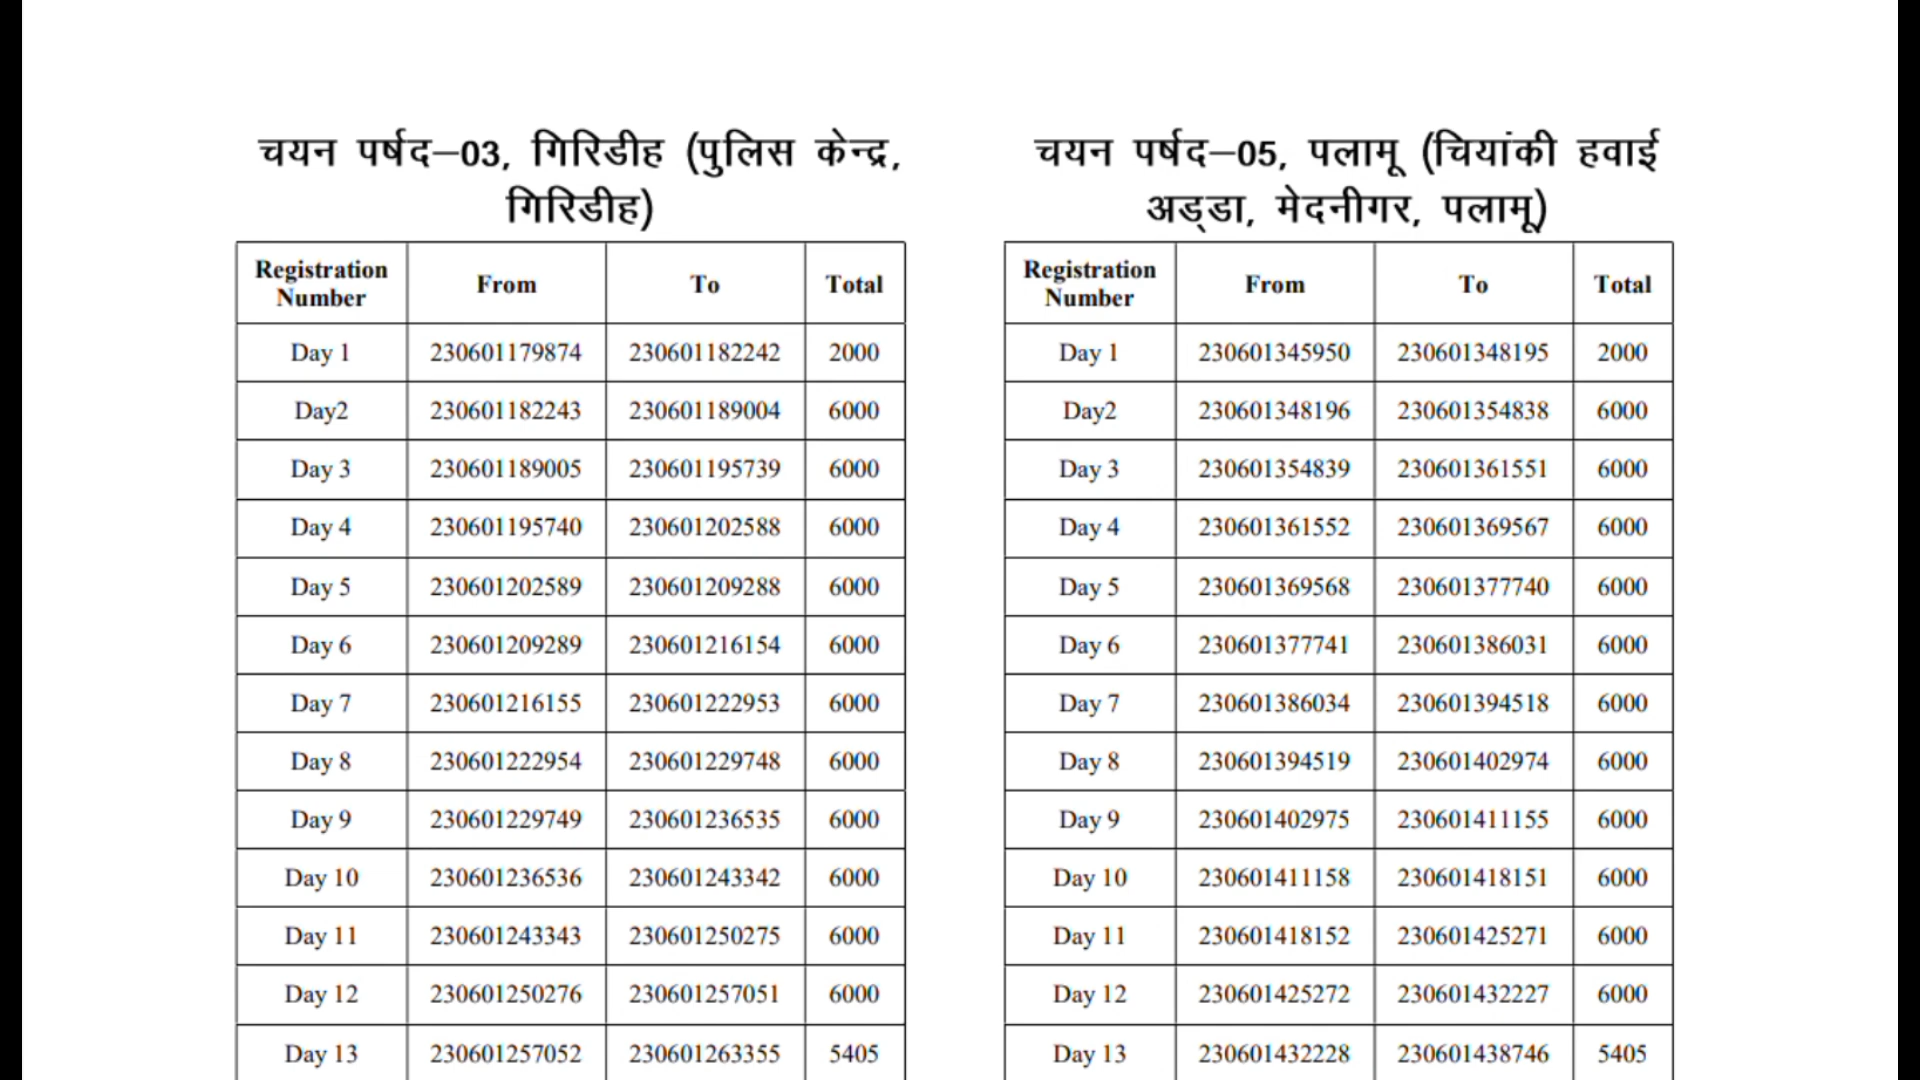 चयन पर्षद–03, गिरिडीह (पुलिस केन्द्र,
गिरिडीह)
Registration Number From To Total
Day 1 230601179874 230601182242 2000
Day2 230601182243 230601189004 6000
Day 3 230601189005 230601195739 6000
Day 4 230601195740 230601202588 6000
Day 5 230601202589 230601209288 6000
Day 6 230601209289 230601216154 6000
Day 7 230601216155 230601222953 6000
Day 8 230601222954 230601229748 6000
Day 9 230601229749 230601236535 6000
Day 10 230601236536 230601243342 6000
Day 11 230601243343 230601250275 6000
Day 12 230601250276 230601257051 6000
Day 13 230601257052 230601263355 5405
चयन पर्षद–05, पलामू (चियांकी हवाई
अड्डा, मेदनीगर, पलामू)
Registration Number From To Total
Day 1 230601345950 230601348195 2000
Day2 230601348196 230601354838 6000
Day 3 230601354839 230601361551 6000
Day 4 230601361552 230601369567 6000
Day 5 230601369568 230601377740 6000
Day 6 230601377741 230601386031 6000
Day 7 230601386034 230601394518 6000
Day 8 230601394519 230601402974 6000
Day 9 230601402975 230601411155 6000
Day 10 230601411158 230601418151 6000
Day 11 230601418152 230601425271 6000
Day 12 230601425272 230601432227 6000
Day 13 230601432228 230601438746 5405